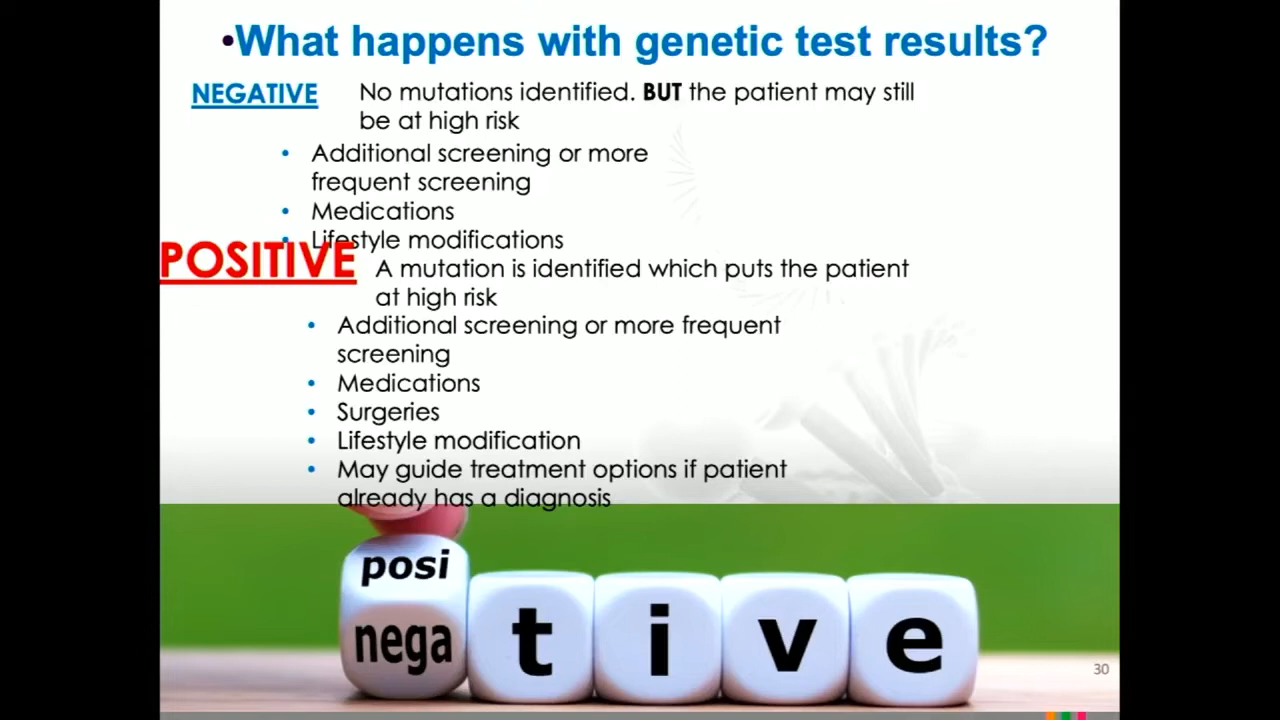 •What happens with genetic test results?
NEGATIVE No mutations identified. BUT the patient may still
be at high risk
• Additional screening or more
frequent screening
• Medications
• Lifestyle modifications
POSITIVE A mutation is identified which puts the patient
at high risk
• Additional screening or more frequent
screening
• Medications
• Surgeries
• Lifestyle modification
• May guide treatment options if patient
already has a diagnosis
posi
nega t i v e
30